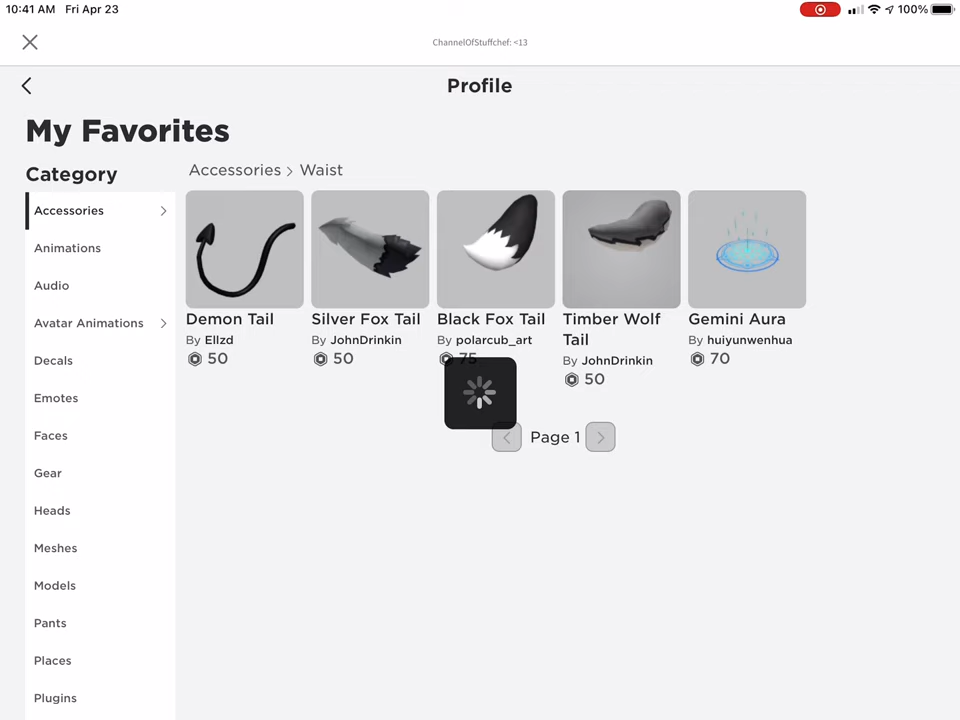 10:41 AM Fri Apr 23
100%
ChannelOfStuffchef: <13
Profile
My Favorites
Category
Accessories > Waist
Accessories
Animations
Audio
Avatar Animations
Decals
Emotes
Faces
Gear
Heads
Meshes
Models
Pants
Places
Plugins
Demon Tail
By Ellzd
50
Silver Fox Tail
By JohnDrinkin
50
Black Fox Tail
By polarcub_art
75
Timber Wolf
Tail
By JohnDrinkin
50
Gemini Aura
By huiyunwenhua
70
Page 1